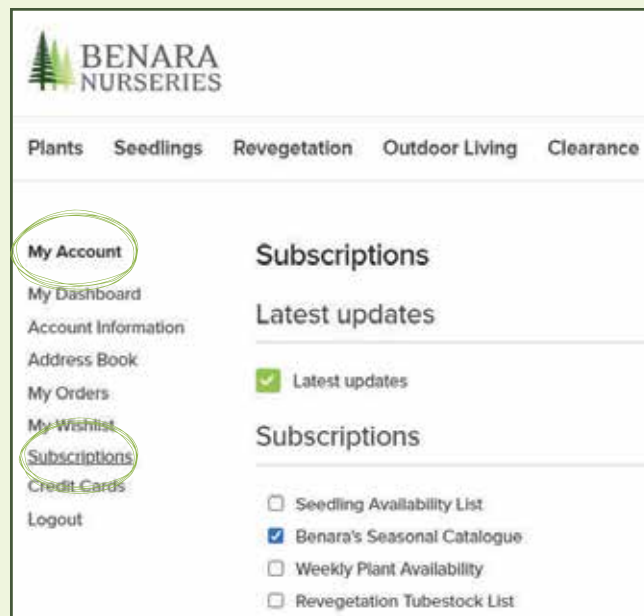 BENARA
NURSERIES
Plants Seedlings Revegetation Outdoor Living Clearance
My Account
My Dashboard
Account Information
Address Book
My Orders
My Wishlist
Subscriptions
Credit Cards
Logout
Subscriptions
Latest updates
Latest updates
Subscriptions
Seedling Availability List
Benara's Seasonal Catalogue
Weekly Plant Availability
Revegetation Tubestock List